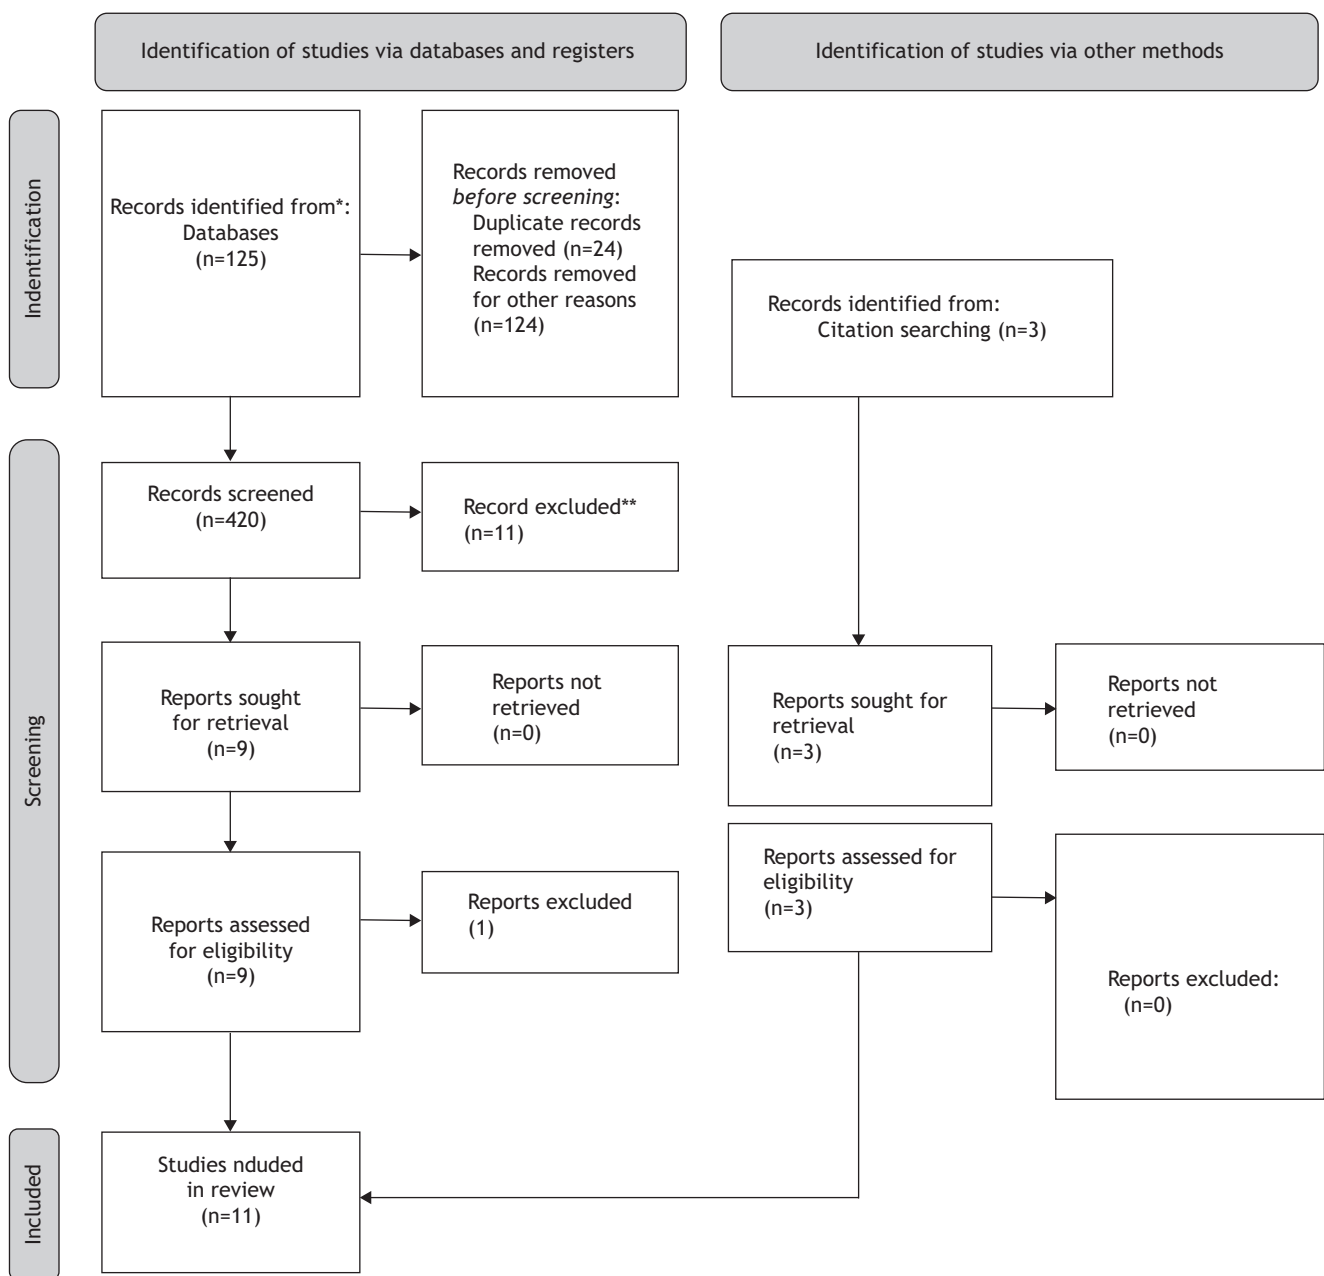 Identification of studies via databases and registers
Identification of studies via other methods
Indentification
Records identified from*:
Databases
(n=125)
Records removed
before screening:
Duplicate records
removed (n=24)
Records removed
for other reasons
(n=124)
Records identified from:
Citation searching (n=3)
Screening
Records screened
(n=420)
Record excluded**
(n=11)
Reports sought
for retrieval
(n=9)
Reports not
retrieved
(n=0)
Reports sought for
retrieval
(n=3)
Reports not
retrieved
(n=0)
Reports assessed
for eligibility
(n=9)
Reports excluded
(1)
Reports assessed for
eligibility
(n=3)
Reports excluded:
(n=0)
Included
Studies nduded
in review
(n=11)